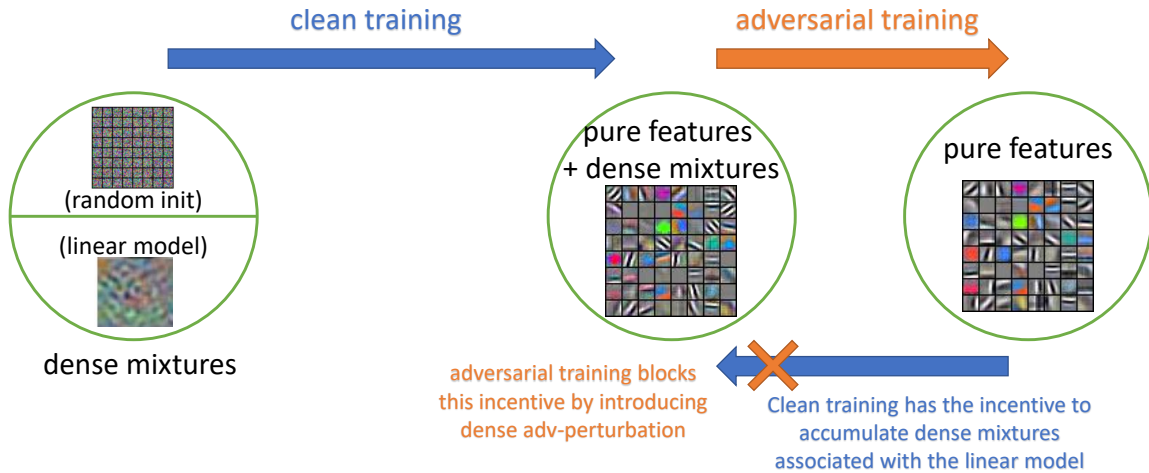 clean training
adversarial training
(random init)
(linear model)
dense mixtures
pure features
+ dense mixtures
pure features
adversarial training blocks
this incentive by introducing
dense adv-perturbation
Clean training has the incentive to
accumulate dense mixtures
associated with the linear model